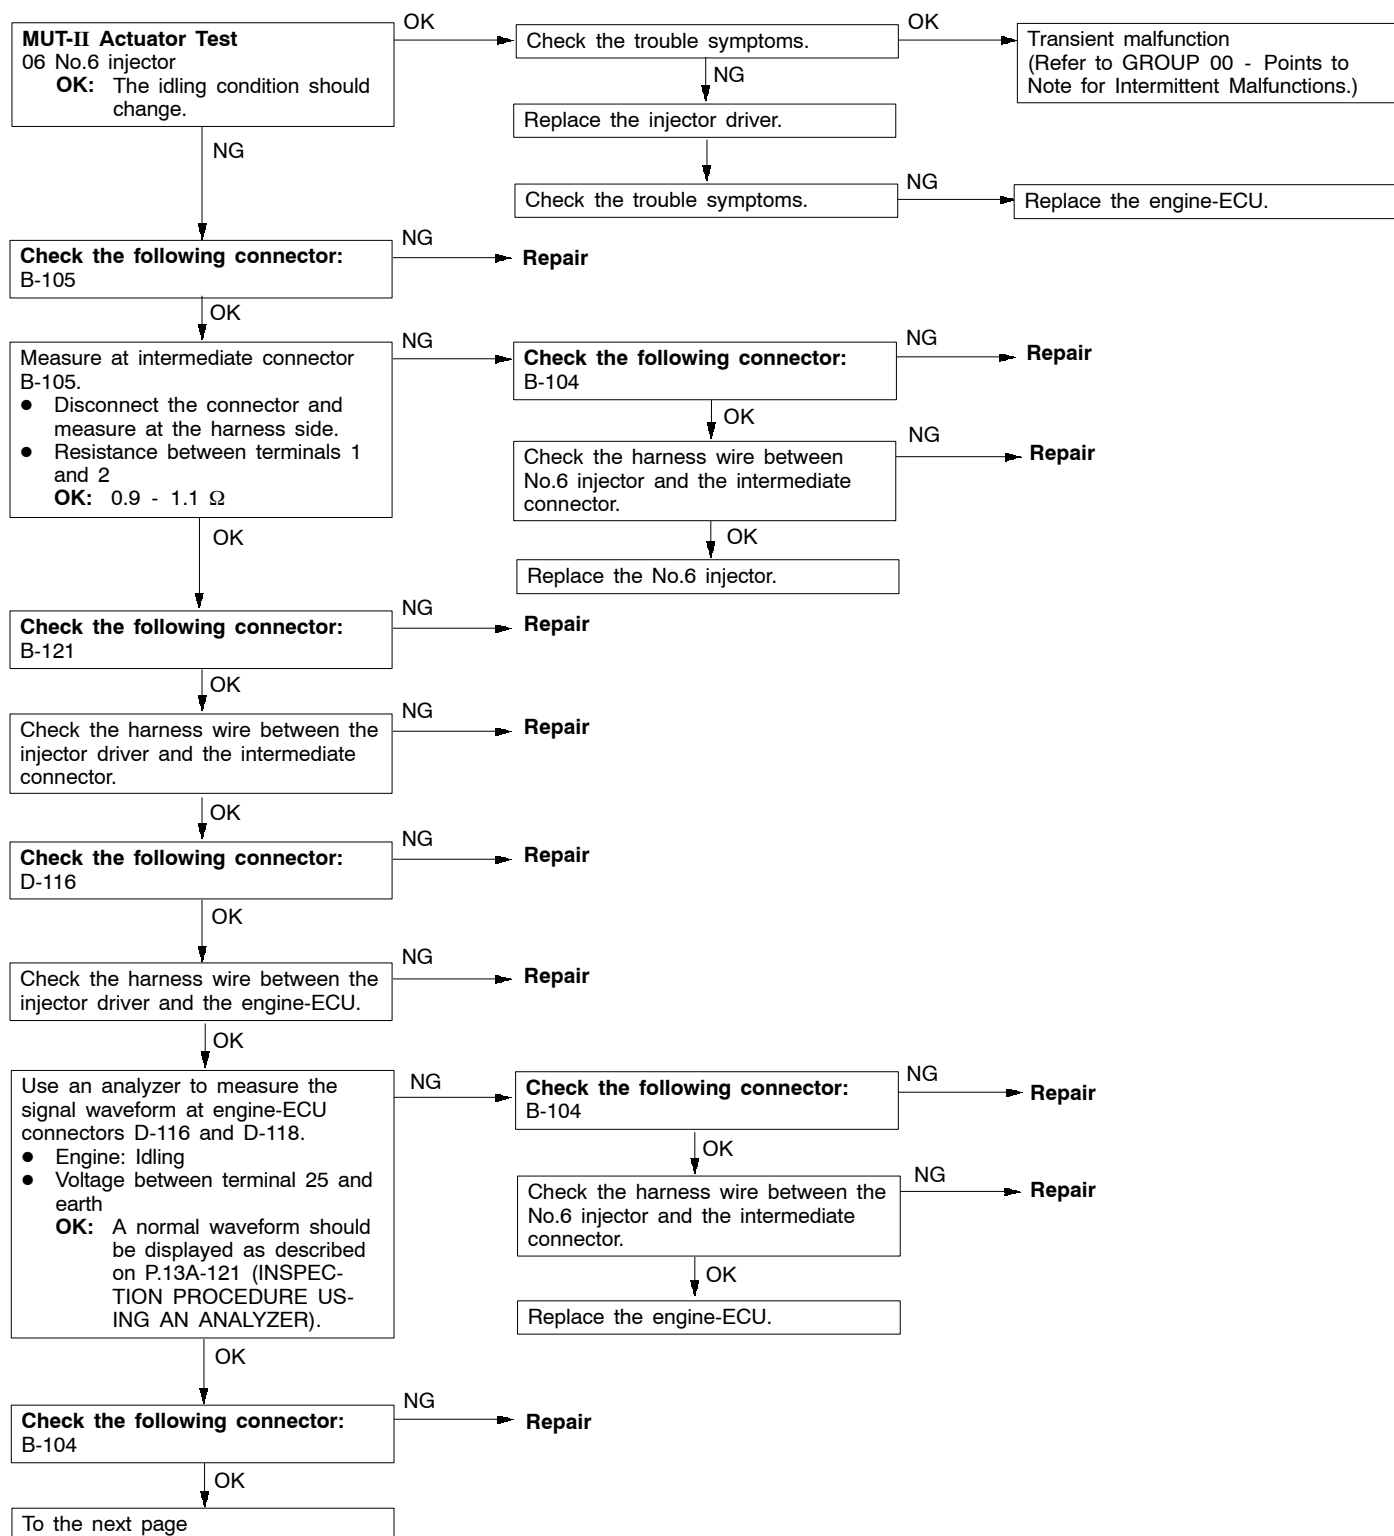 MUT-II Actuator Test
06 No.6 injector
OK: The idling condition should
change.
OK
Check the trouble symptoms.
OK
Transient malfunction
(Refer to GROUP 00 - Points to
Note for Intermittent Malfunctions.)
NG
Replace the injector driver.
NG
Check the trouble symptoms.
NG
Replace the engine-ECU.
Check the following connector:
B-105
NG
Repair
OK
Measure at intermediate connector
B-105.
● Disconnect the connector and
measure at the harness side.
● Resistance between terminals 1
and 2
OK: 0.9 - 1.1 Ω
NG
Check the following connector:
B-104
NG
Repair
OK
Check the harness wire between
No.6 injector and the intermediate
connector.
NG
Repair
OK
Replace the No.6 injector.
OK
Check the following connector:
B-121
NG
Repair
OK
Check the harness wire between the
injector driver and the intermediate
connector.
NG
Repair
OK
Check the following connector:
D-116
NG
Repair
OK
Check the harness wire between the
injector driver and the engine-ECU.
NG
Repair
OK
Use an analyzer to measure the
signal waveform at engine-ECU
connectors D-116 and D-118.
● Engine: Idling
● Voltage between terminal 25 and
earth
OK: A normal waveform should
be displayed as described
on P.13A-121 (INSPEC-
TION PROCEDURE US-
ING AN ANALYZER).
NG
Check the following connector:
B-104
NG
Repair
OK
Check the harness wire between the
No.6 injector and the intermediate
connector.
NG
Repair
OK
Replace the engine-ECU.
OK
Check the following connector:
B-104
NG
Repair
OK
To the next page